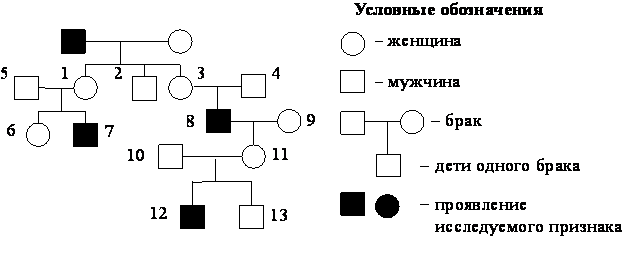 Условные обозначения
– женщина
– мужчина
– брак
– дети одного брака
– проявление
исследуемого признака
5 1 2 3 4
6 7 8 9
10 11
12 13